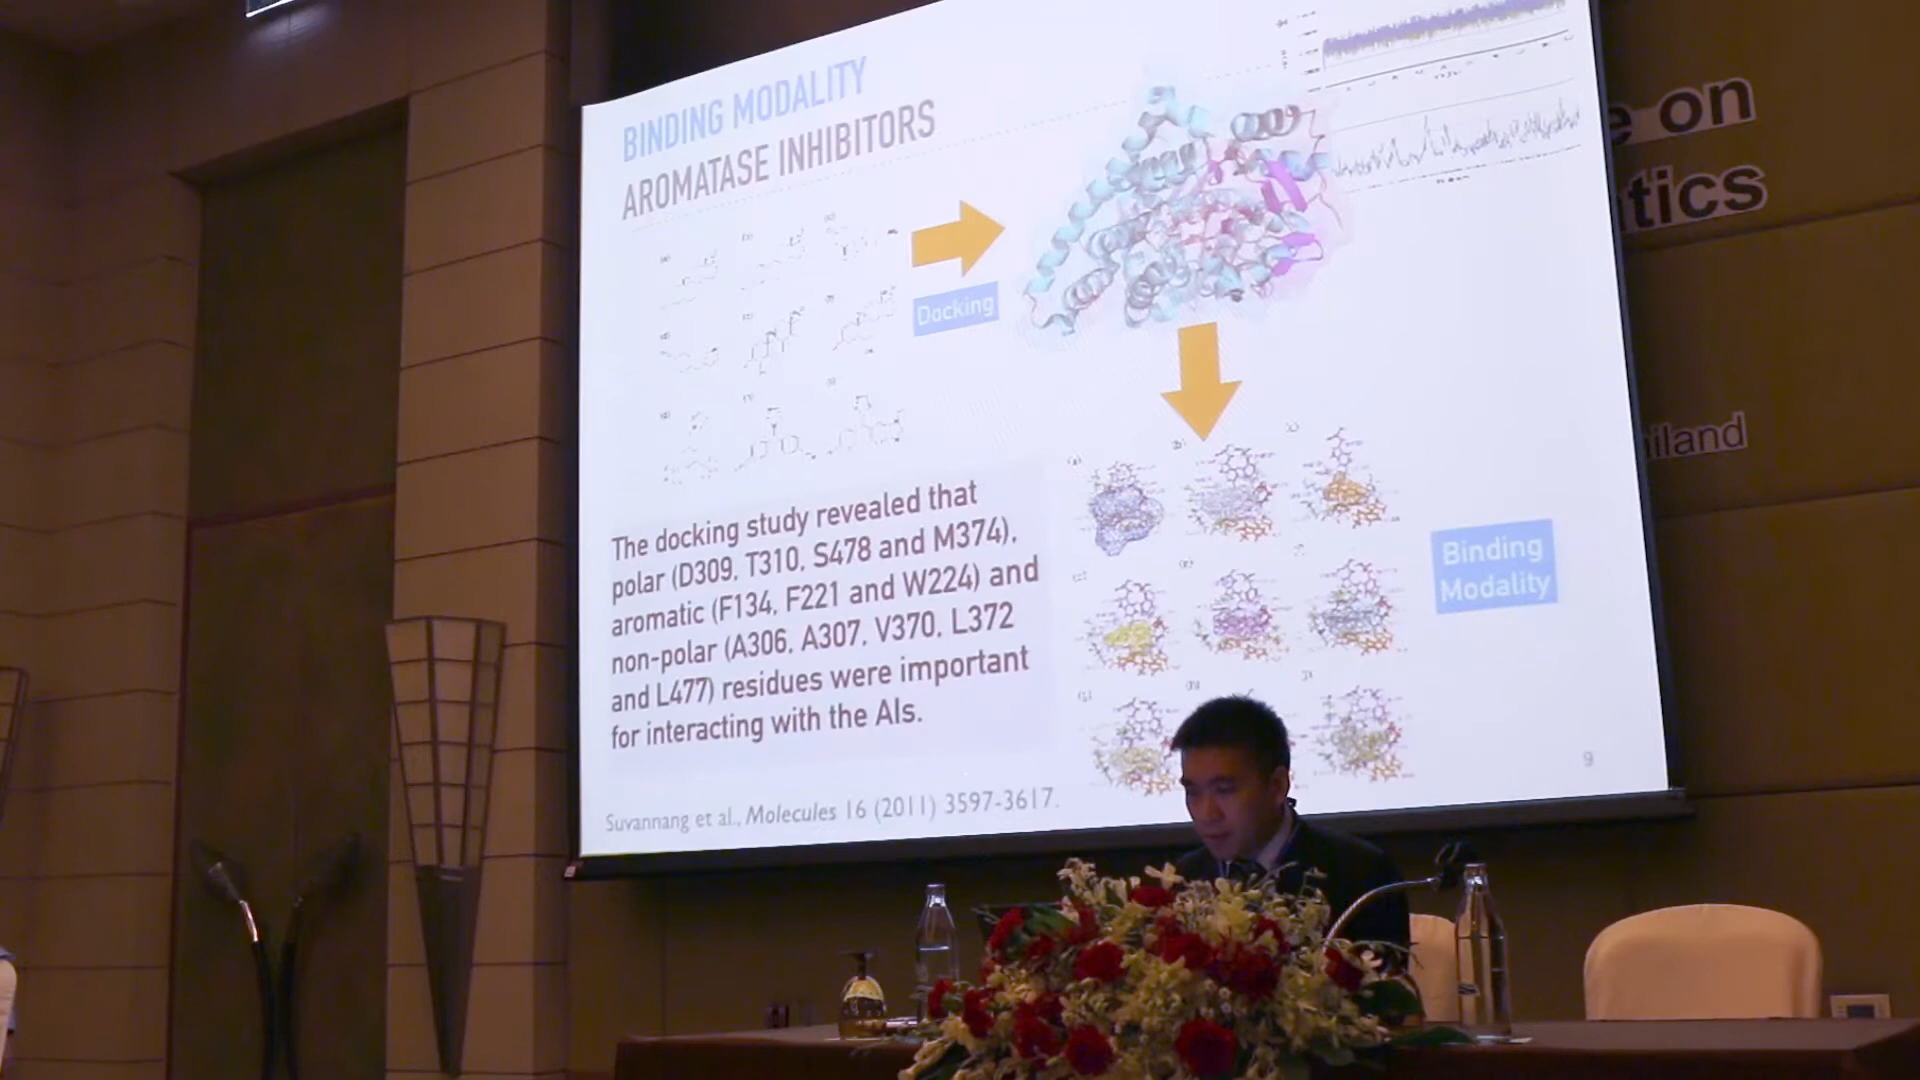 BINDING MODALITY
AROMATASE INHIBITORS
Docking
The docking study revealed that
polar (D309, T310, S478 and M374),
aromatic (F134, F221 and W224) and
non-polar (A306, A307, V370, L372
and L477) residues were important
for interacting with the AIs.
Suvannang et al., Molecules 16 (2011) 3597-3617.
Binding
Modality
9
on